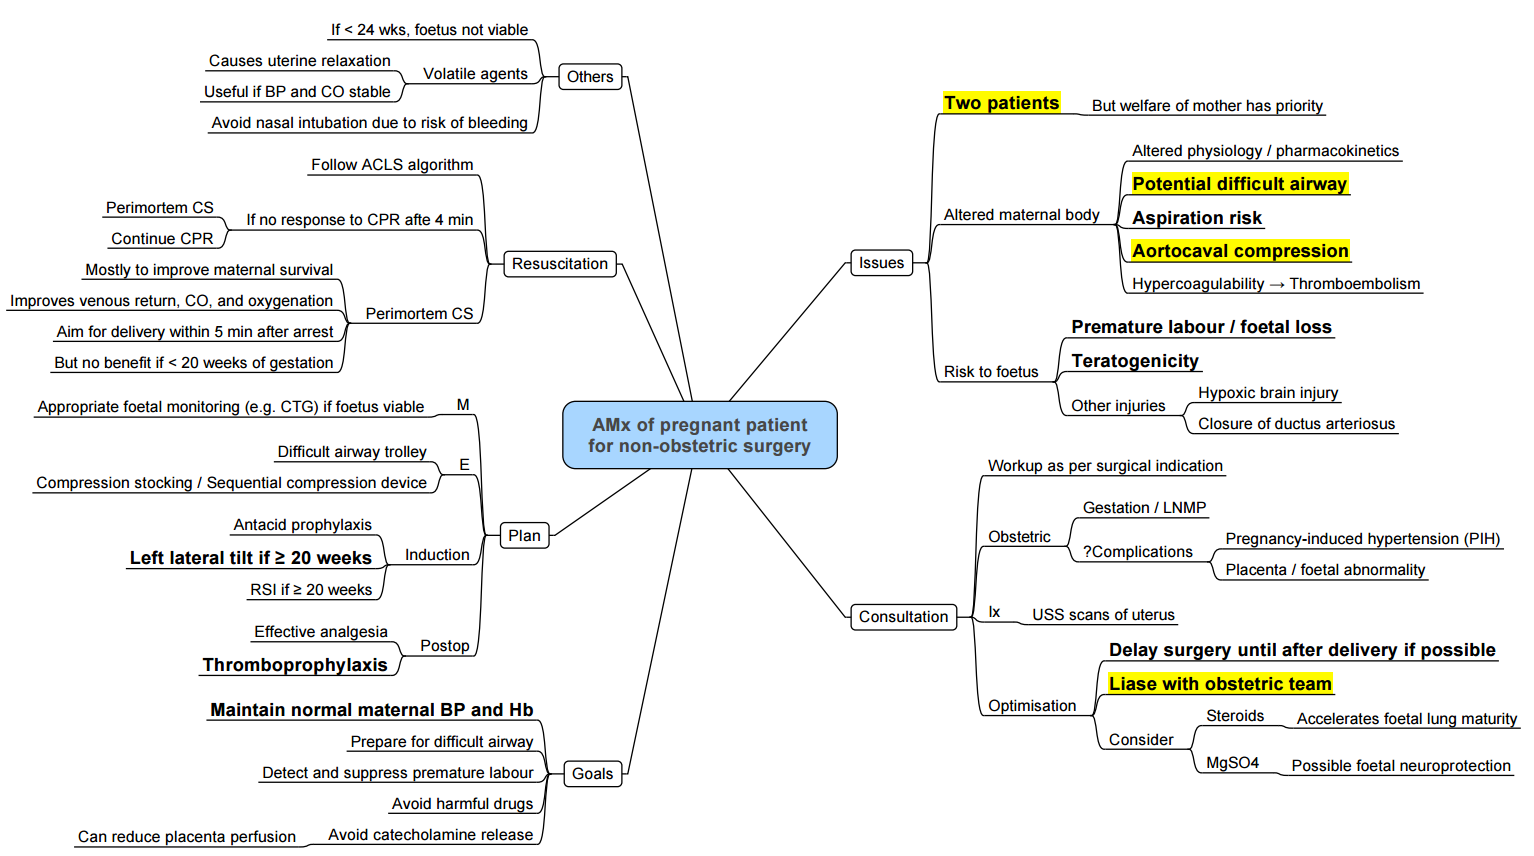 AMx of pregnant patient
for non-obstetric surgery
Others
If < 24 wks, foetus not viable
Volatile agents
Causes uterine relaxation
Useful if BP and CO stable
Avoid nasal intubation due to risk of bleeding
Resuscitation
Follow ACLS algorithm
If no response to CPR afte 4 min
Perimortem CS
Continue CPR
Perimortem CS
Mostly to improve maternal survival
Improves venous return, CO, and oxygenation
Aim for delivery within 5 min after arrest
But no benefit if < 20 weeks of gestation
Plan
M
Appropriate foetal monitoring (e.g. CTG) if foetus viable
E
Difficult airway trolley
Compression stocking / Sequential compression device
Induction
Antacid prophylaxis
Left lateral tilt if ≥ 20 weeks
RSI if ≥ 20 weeks
Postop
Effective analgesia
Thromboprophylaxis
Goals
Maintain normal maternal BP and Hb
Prepare for difficult airway
Detect and suppress premature labour
Avoid harmful drugs
Avoid catecholamine release
Can reduce placenta perfusion
Issues
Two patients
But welfare of mother has priority
Altered maternal body
Altered physiology / pharmacokinetics
Potential difficult airway
Aspiration risk
Aortocaval compression
Hypercoagulability → Thromboembolism
Risk to foetus
Premature labour / foetal loss
Teratogenicity
Other injuries
Hypoxic brain injury
Closure of ductus arteriosus
Consultation
Workup as per surgical indication
Obstetric
Gestation / LNMP
?Complications
Pregnancy-induced hypertension (PIH)
Placenta / foetal abnormality
Ix
USS scans of uterus
Optimisation
Delay surgery until after delivery if possible
Liase with obstetric team
Consider
Steroids
Accelerates foetal lung maturity
MgSO4
Possible foetal neuroprotection